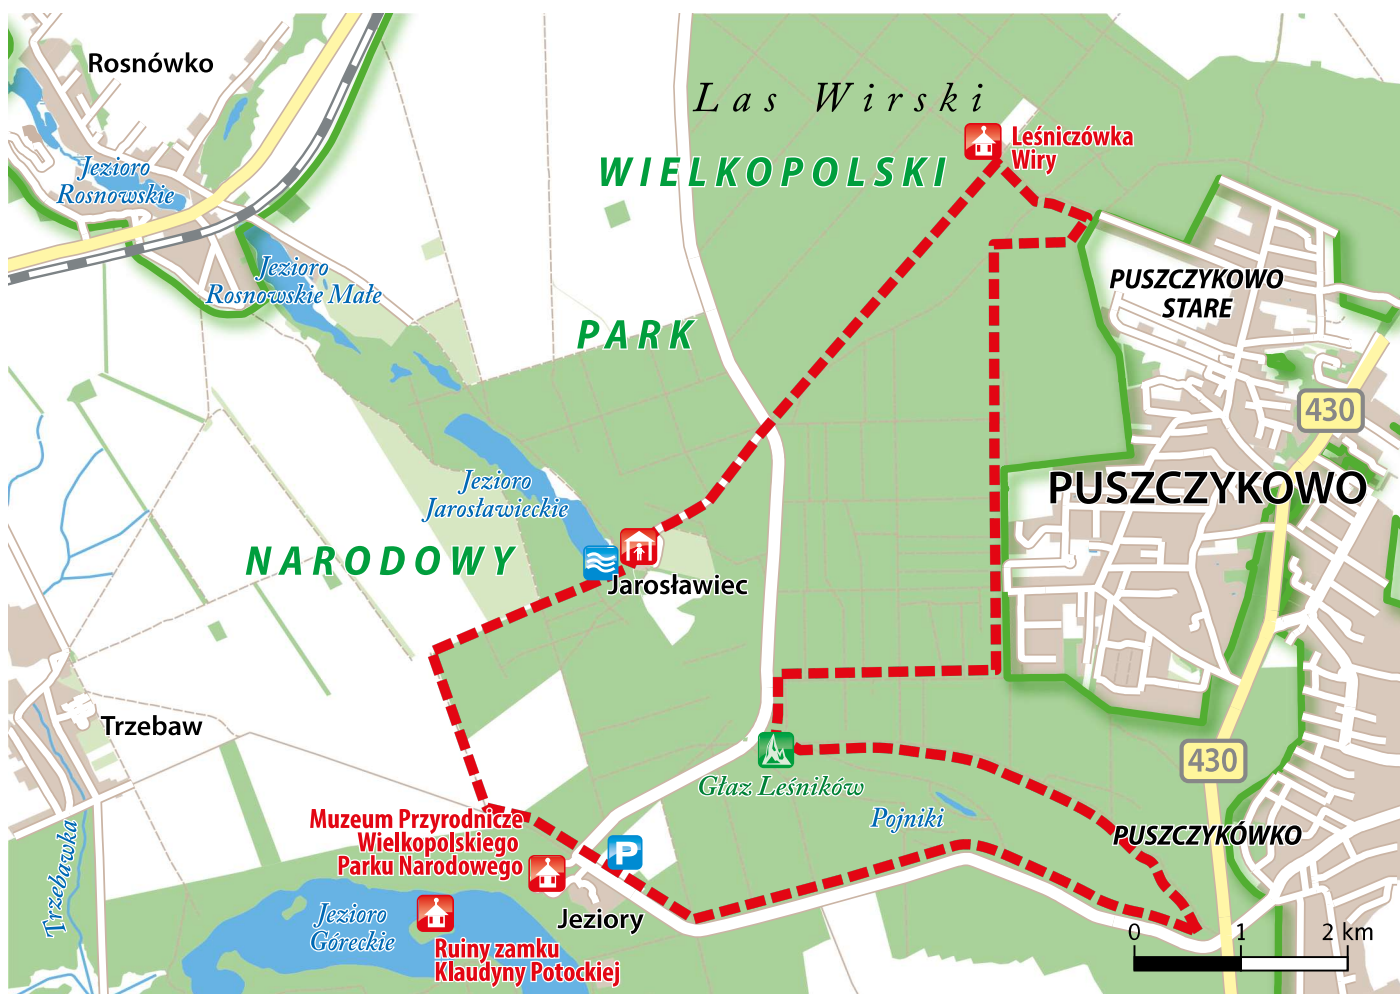 Rosnówko
Las Wirski
Leśniczówka
Wiry
WIELKOPOLSKI
Jezioro
Rosnowskie
Jezioro
Rosnowskie Małe
PUSZCZYKOWO
STARE
PARK
430
Jezioro
Jarosławieckie
PUSZCZYKOWO
NARODOWY
Jarosławiec
Trzebaw
430
Głaz Leśników
Pojniki
Muzeum Przyrodnicze
Wielkopolskiego
Parku Narodowego
PUSZCZYKÓWKO
P
Trzebawka
Jezioro
Góreckie
Jeziory
Ruiny zamku
Klaudyny Potockiej
0 1 2 km